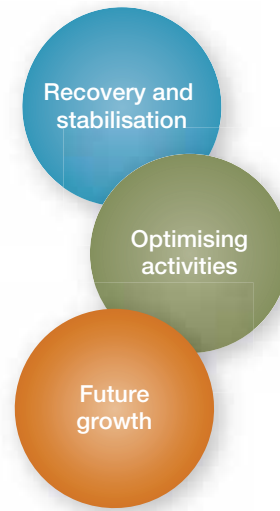 Recovery and
stabilisation
Optimising
activities
Future
growth